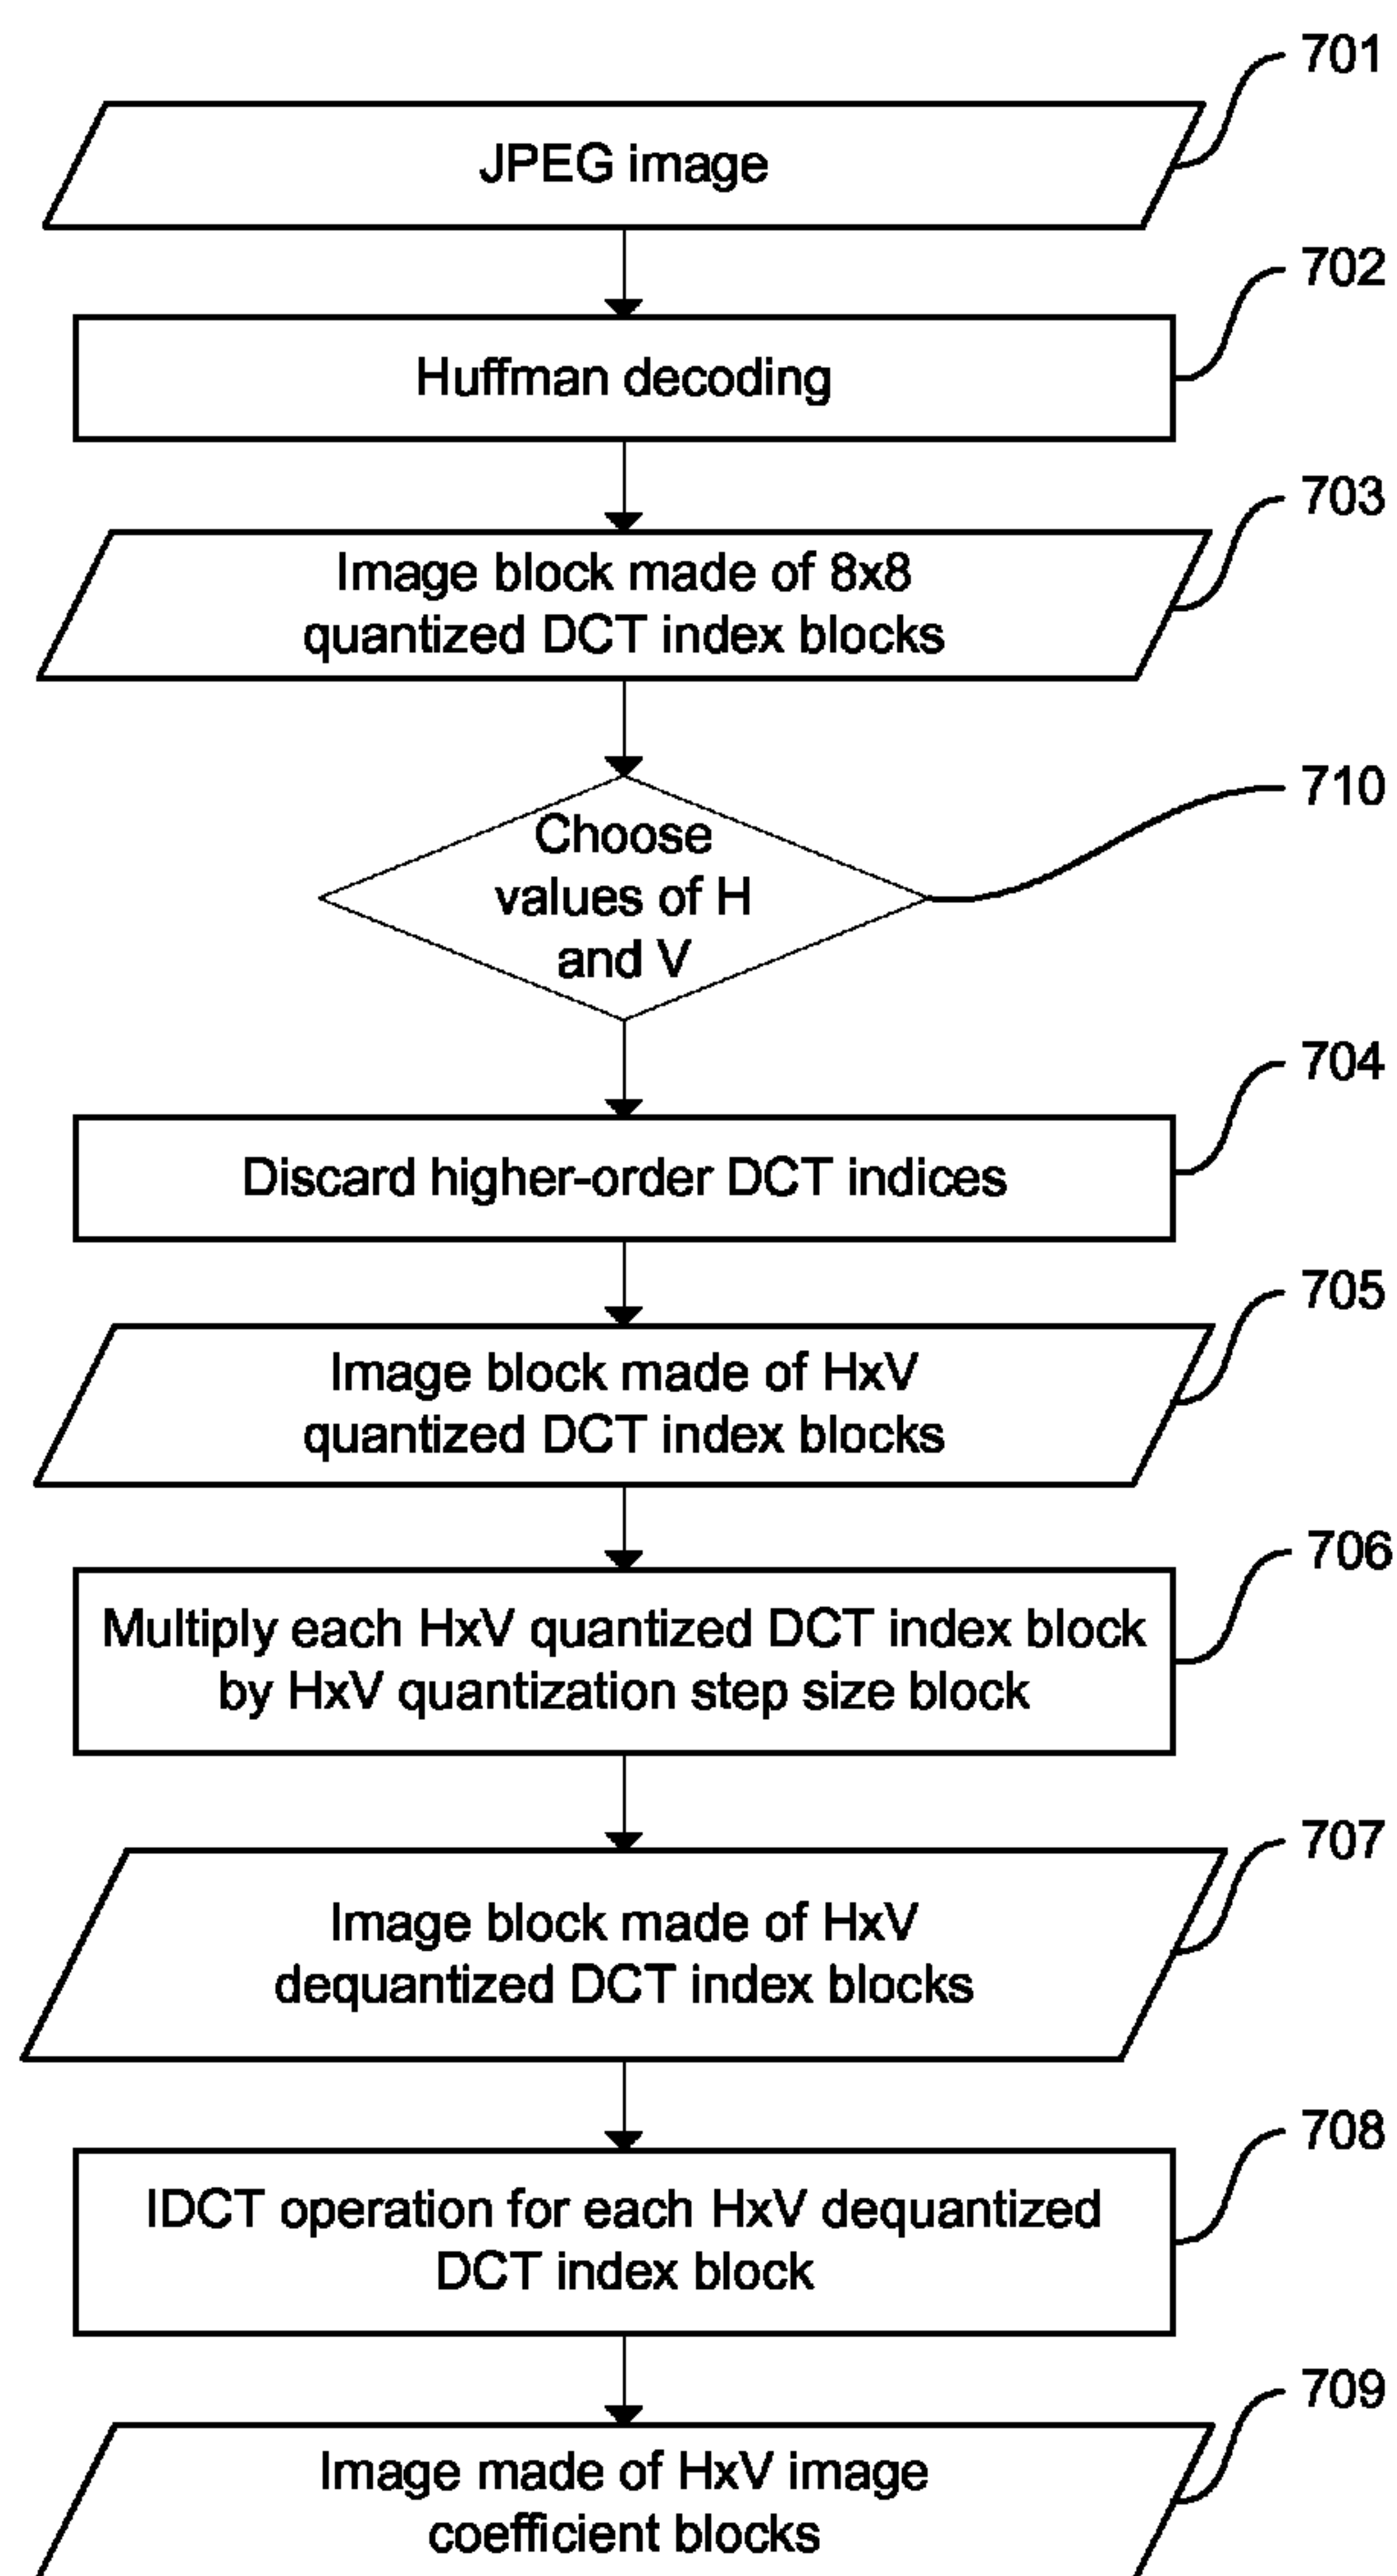 701
JPEG image
702
Huffman decoding
703
Image block made of 8x8
quantized DCT index blocks
710
Choose
values of H
and V
704
Discard higher-order DCT indices
705
Image block made of HxV
quantized DCT index blocks
706
Multiply each HxV quantized DCT index block
by HxV quantization step size block
707
Image block made of HxV
dequantized DCT index blocks
708
IDCT operation for each HxV dequantized
DCT index block
709
Image made of HxV image
coefficient blocks